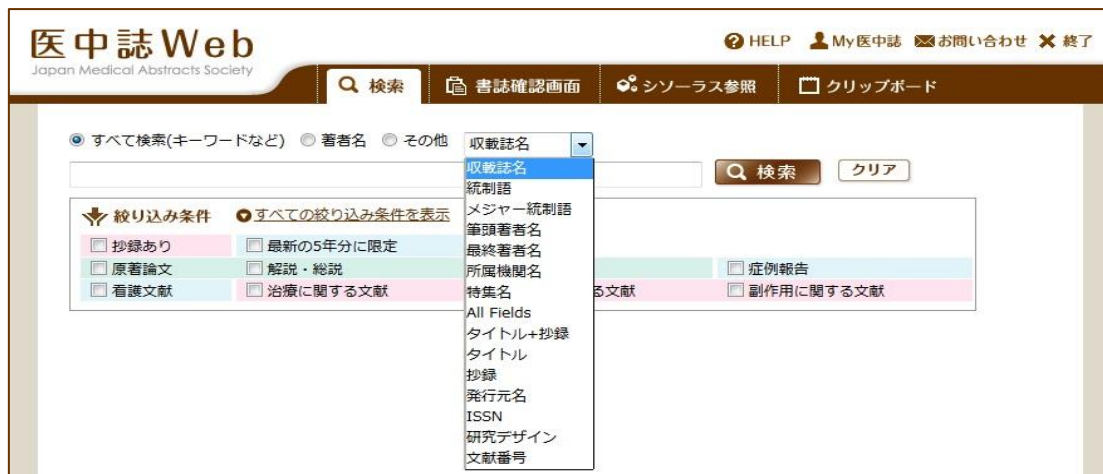 医中誌Web
Japan Medical Abstracts Society
HELP My医中誌 お問い合わせ 終了
検索 書誌確認画面 シソーラス参照 クリップボード
すべて検索(キーワードなど) 著者名 その他 収載誌名
検索 クリア
収載誌名
統制語
メジャー統制語
筆頭著者名
最終著者名
所属機関名
特集名
All Fields
タイトル+抄録
タイトル
抄録
発行元名
ISSN
研究デザイン
文献番号
絞り込み条件 すべての絞り込み条件を表示
抄録あり 最新の5年分に限定
原著論文 解説・総説 症例報告
看護文献 治療に関する文献 る文献 副作用に関する文献